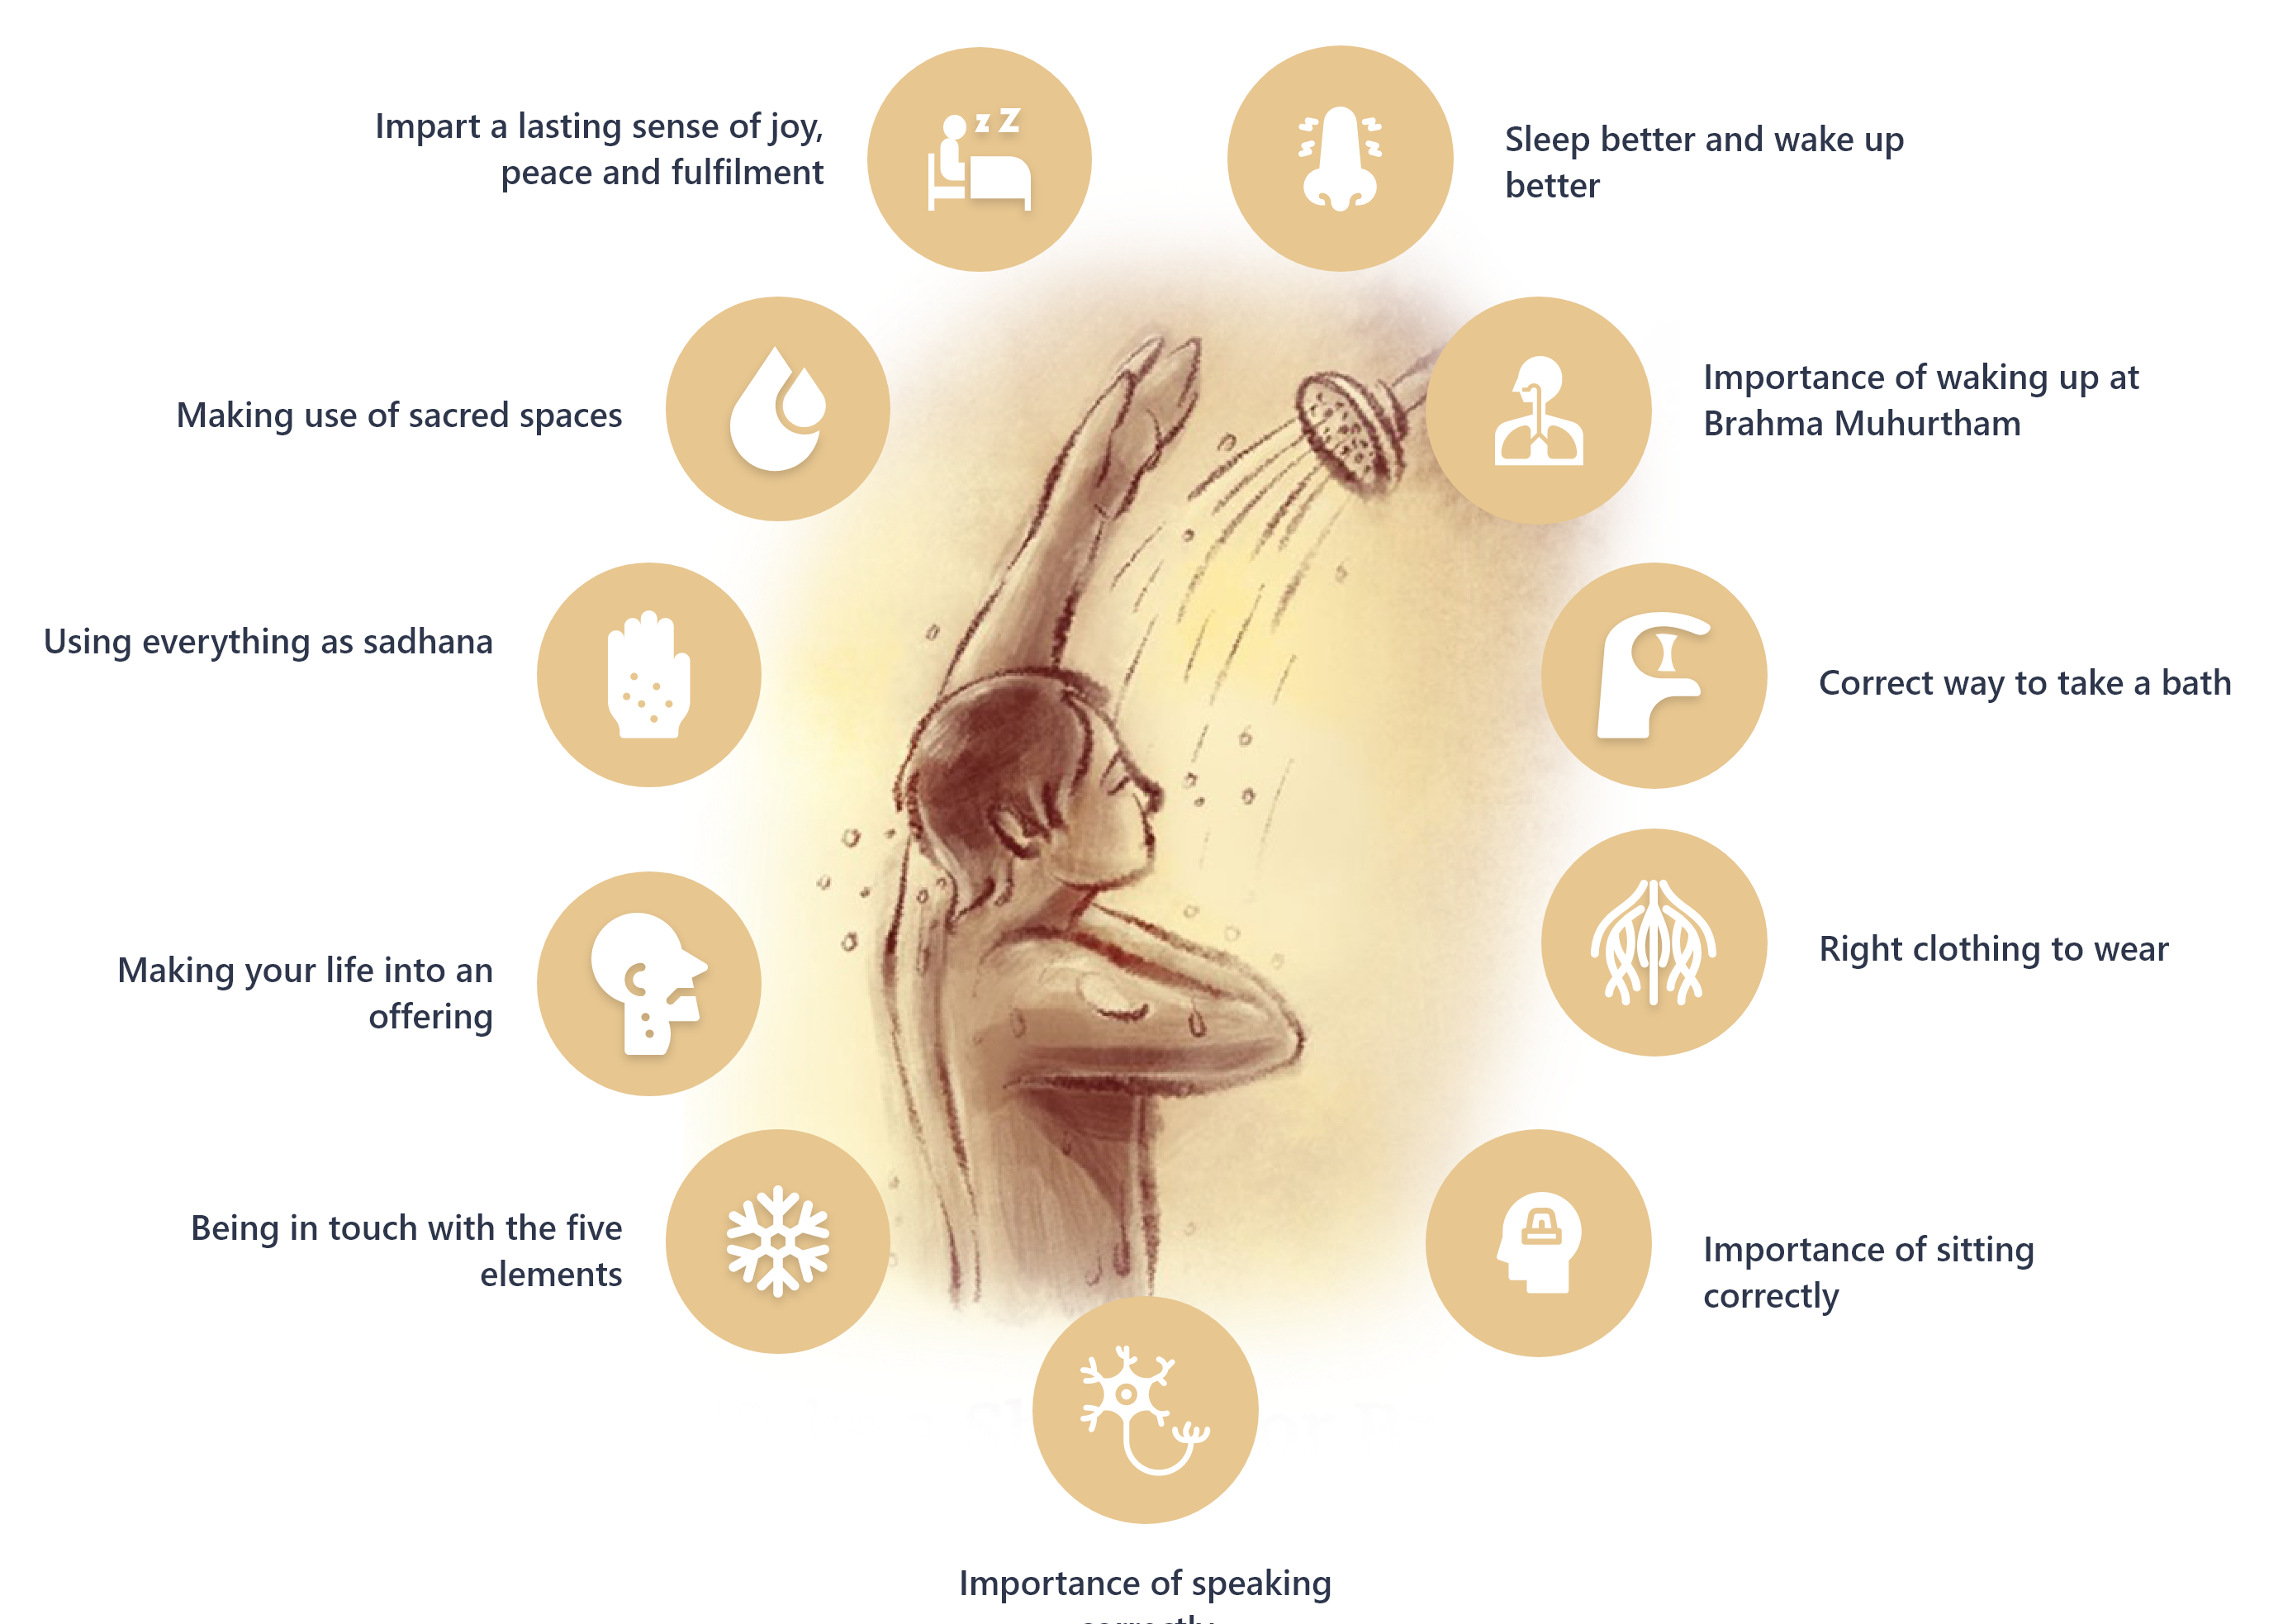 Impart a lasting sense of joy,
peace and fulfilment
Sleep better and wake up
better
Making use of sacred spaces
Importance of waking up at
Brahma Muhurtham
Using everything as sadhana
Correct way to take a bath
Making your life into an
offering
Right clothing to wear
Being in touch with the five
elements
Importance of sitting
correctly
Importance of speaking